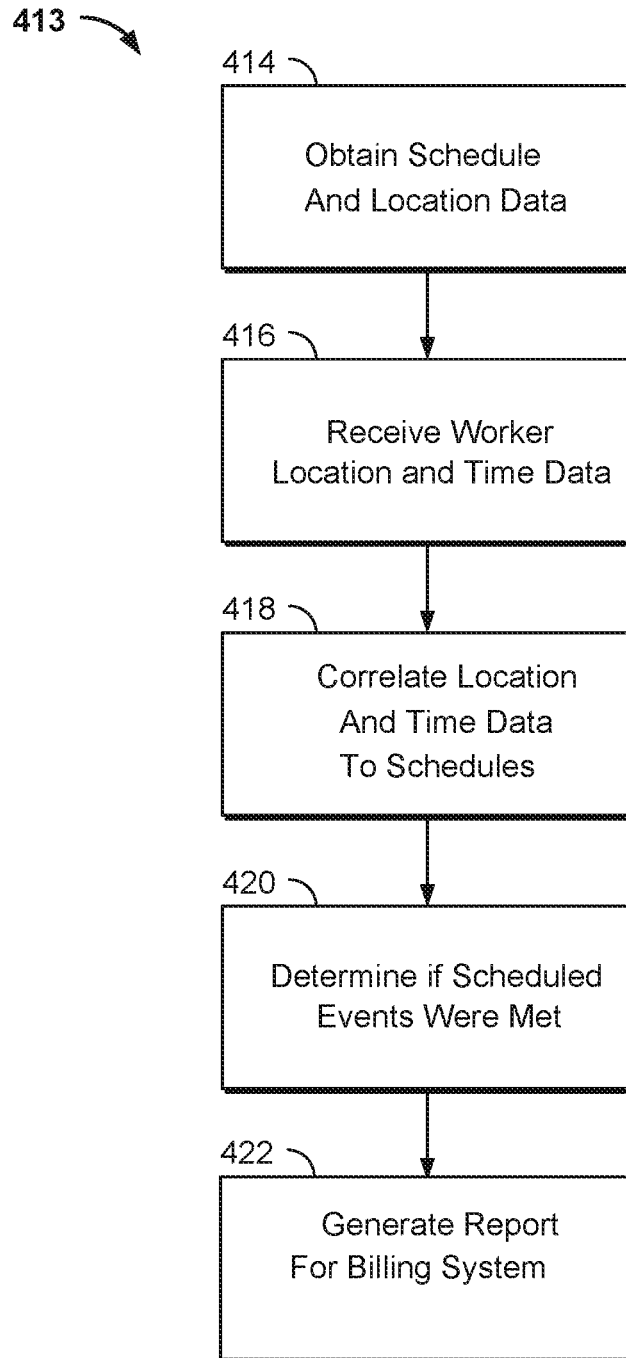 413
414
Obtain Schedule
And Location Data
416
Receive Worker
Location and Time Data
418
Correlate Location
And Time Data
To Schedules
420
Determine if Scheduled
Events Were Met
422
Generate Report
For Billing System